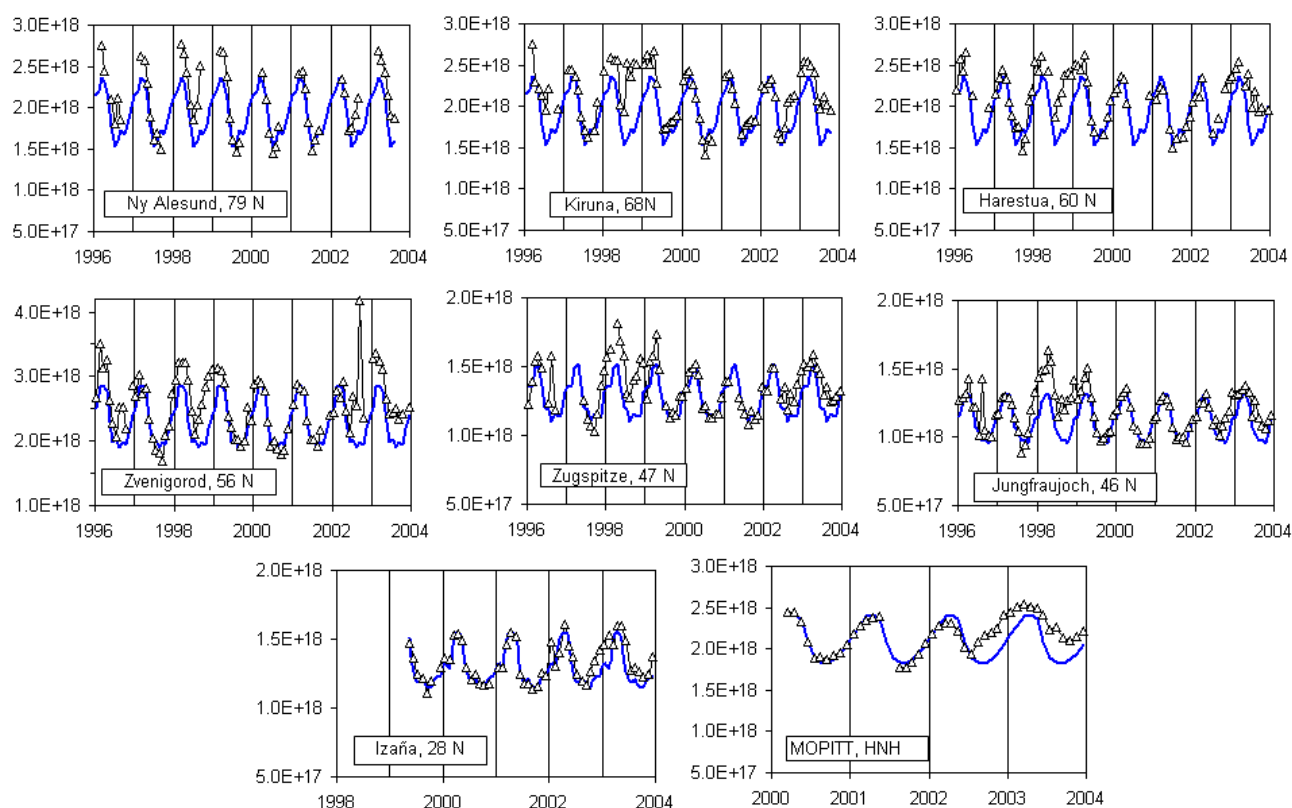 3.0E+18
2.5E+18
2.0E+18
1.5E+18
1.0E+18
5.0E+17
Ny Alesund, 79 N
1996 1998 2000 2002 2004
3.0E+18
2.5E+18
2.0E+18
1.5E+18
1.0E+18
5.0E+17
Kiruna, 68N
1996 1998 2000 2002 2004
3.0E+18
2.5E+18
2.0E+18
1.5E+18
1.0E+18
5.0E+17
Harestua, 60 N
1996 1998 2000 2002 2004
4.0E+18
3.0E+18
2.0E+18
1.0E+18
Zvenigorod, 56 N
1996 1998 2000 2002 2004
2.0E+18
1.5E+18
1.0E+18
5.0E+17
Zugspitze, 47 N
1996 1998 2000 2002 2004
2.0E+18
1.5E+18
1.0E+18
5.0E+17
Jungfraujoch, 46 N
1996 1998 2000 2002 2004
2.0E+18
1.5E+18
1.0E+18
5.0E+17
Izaña, 28 N
1998 2000 2002 2004
3.0E+18
2.5E+18
2.0E+18
1.5E+18
1.0E+18
5.0E+17
MOPITT, HNH
2000 2001 2002 2003 2004